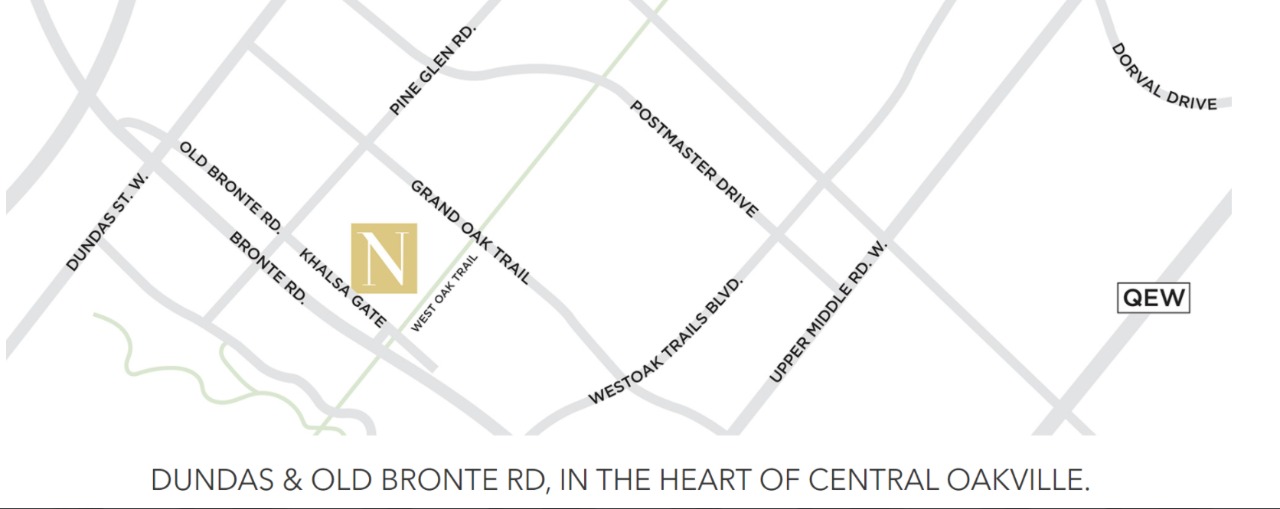 PINE GLEN RD.
DORVAL DRIVE
POSTMASTER DRIVE
OLD BRONTE RD.
DUNDAS ST. W.
GRAND OAK TRAIL
N
BRONTE RD.
KHALSA GATE
WEST OAK TRAIL
WESTOAK TRAILS BLVD.
UPPER MIDDLE RD. W.
QEW
DUNDAS & OLD BRONTE RD, IN THE HEART OF CENTRAL OAKVILLE.